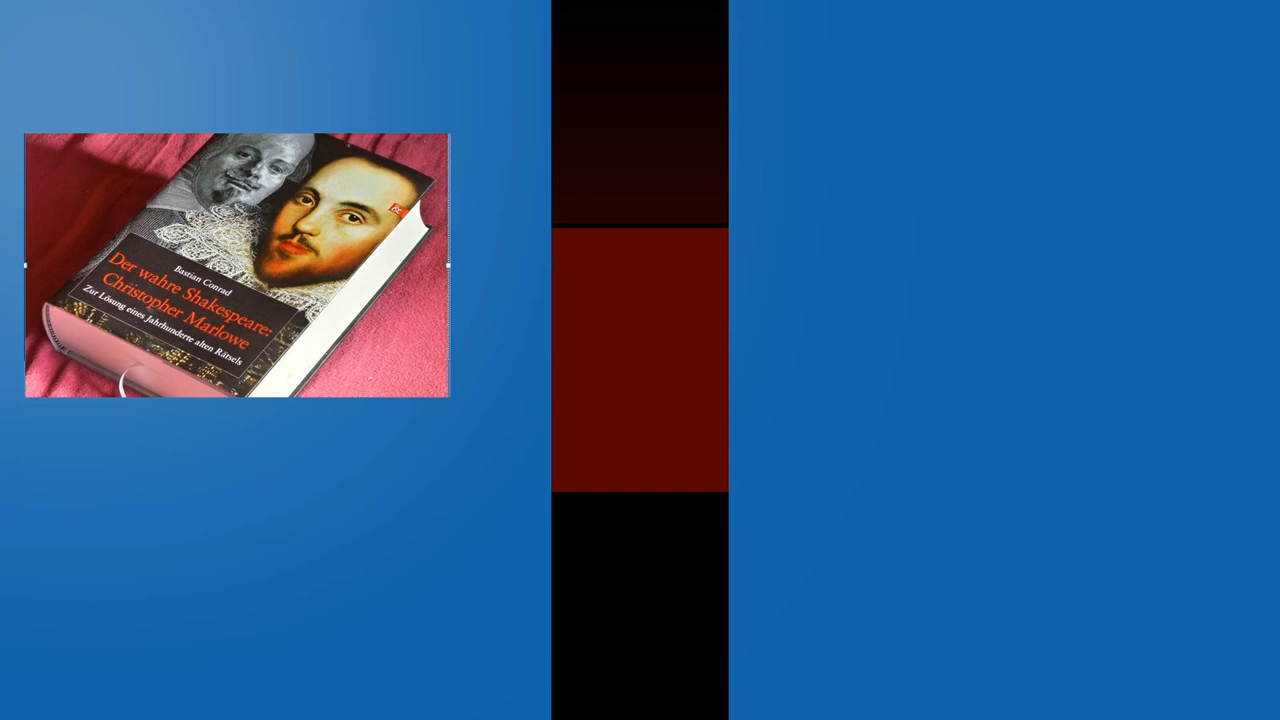 Bastian Conrad
Der wahre Shakespeare:
Christopher Marlowe
Zur Lösung eines Jahrhunderte alten Rätsels